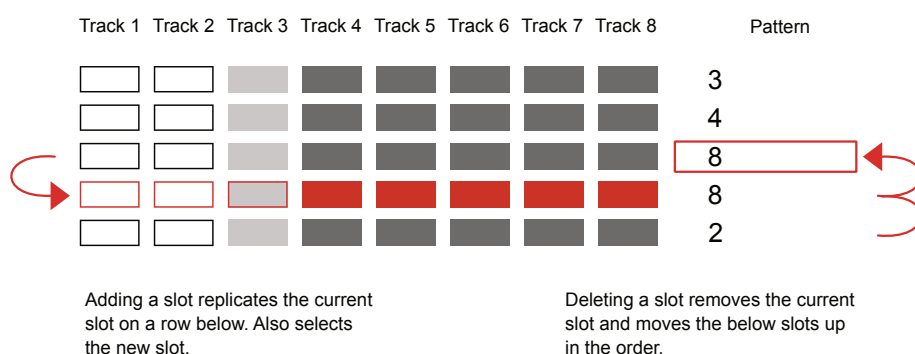 Track 1 Track 2 Track 3 Track 4 Track 5 Track 6 Track 7 Track 8 Pattern
3
4
8
8
2
Adding a slot replicates the current
slot on a row below. Also selects
the new slot.
Deleting a slot removes the current
slot and moves the below slots up
in the order.